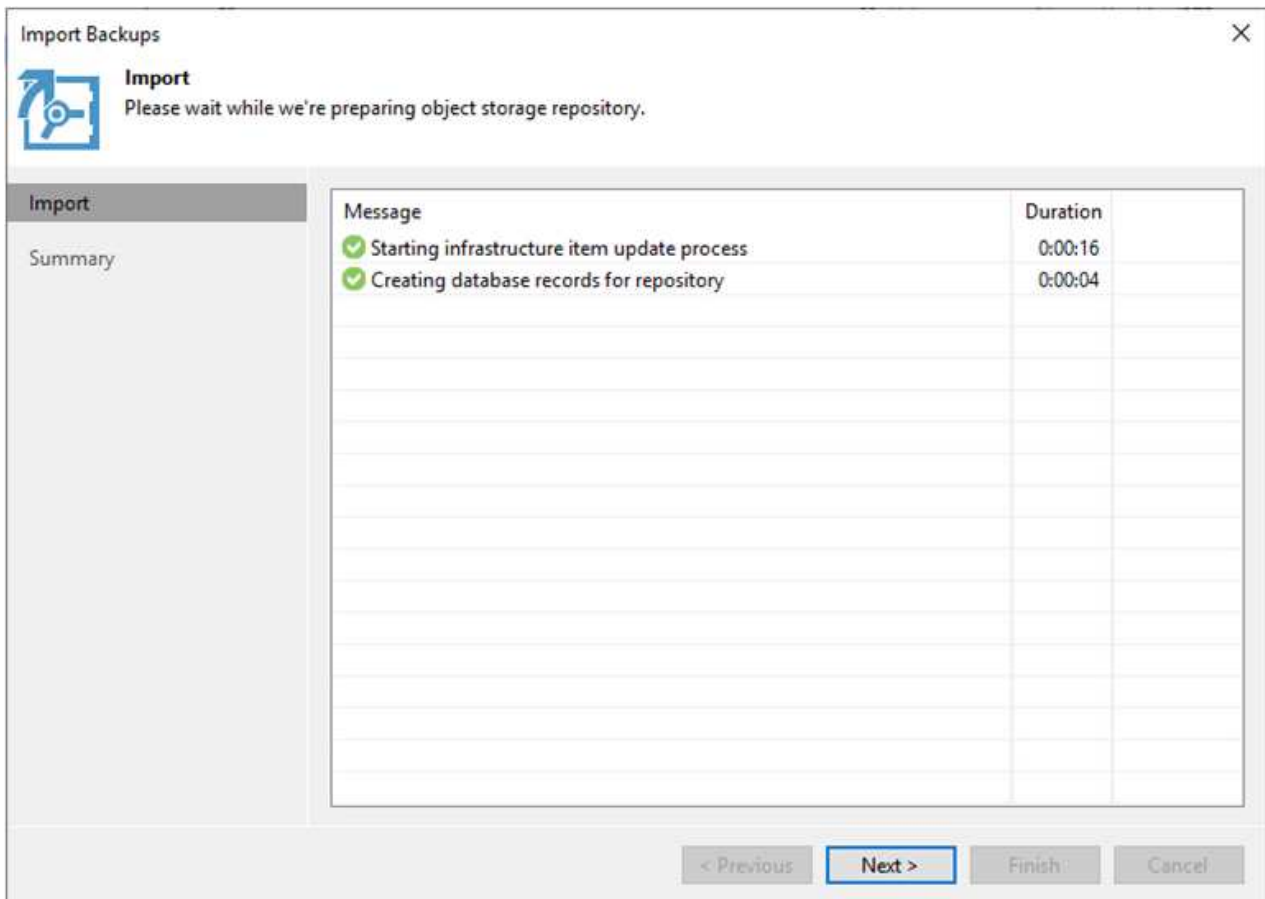 Import Backups
Import
Please wait while we're preparing object storage repository.
Import
Summary
Message Duration
Starting infrastructure item update process 0:00:16
Creating database records for repository 0:00:04
< Previous Next > Finish Cancel